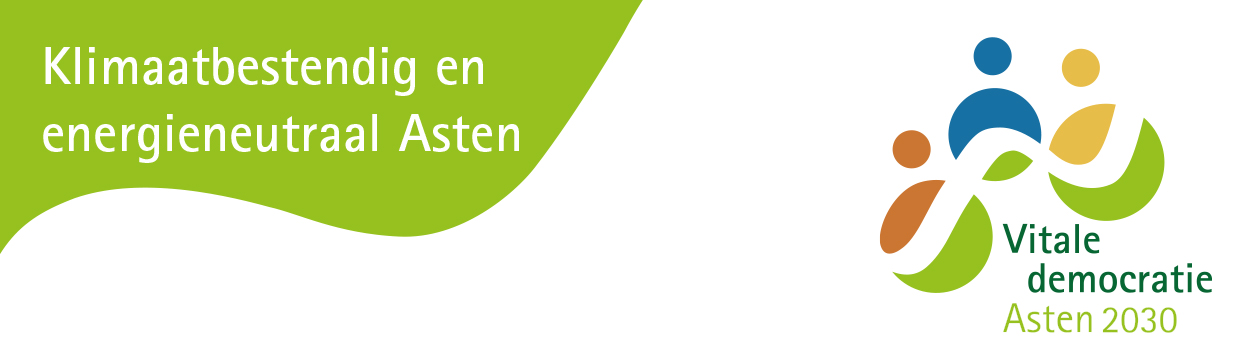 Klimaatbestendig en
energieneutraal Asten
Vitale
democratie
Asten 2030